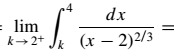 = lim_{k→2⁺} ∫_k^4 dx / (x − 2)^{2/3} =